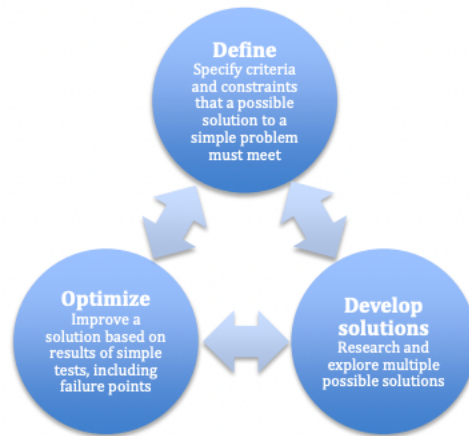 Define
Specify criteria
and constraints
that a possible
solution to a
simple problem
must meet
Optimize
Improve a
solution based on
results of simple
tests, including
failure points
Develop
solutions
Research and
explore multiple
possible solutions